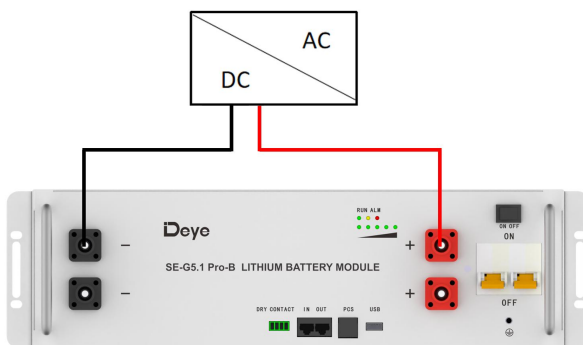 AC
DC
Deye
RUN ALM
ON OFF
ON
SE-G5.1 Pro-B LITHIUM BATTERY MODULE
−
+
−
+
OFF
DRY CONTACT IN OUT PCS USB